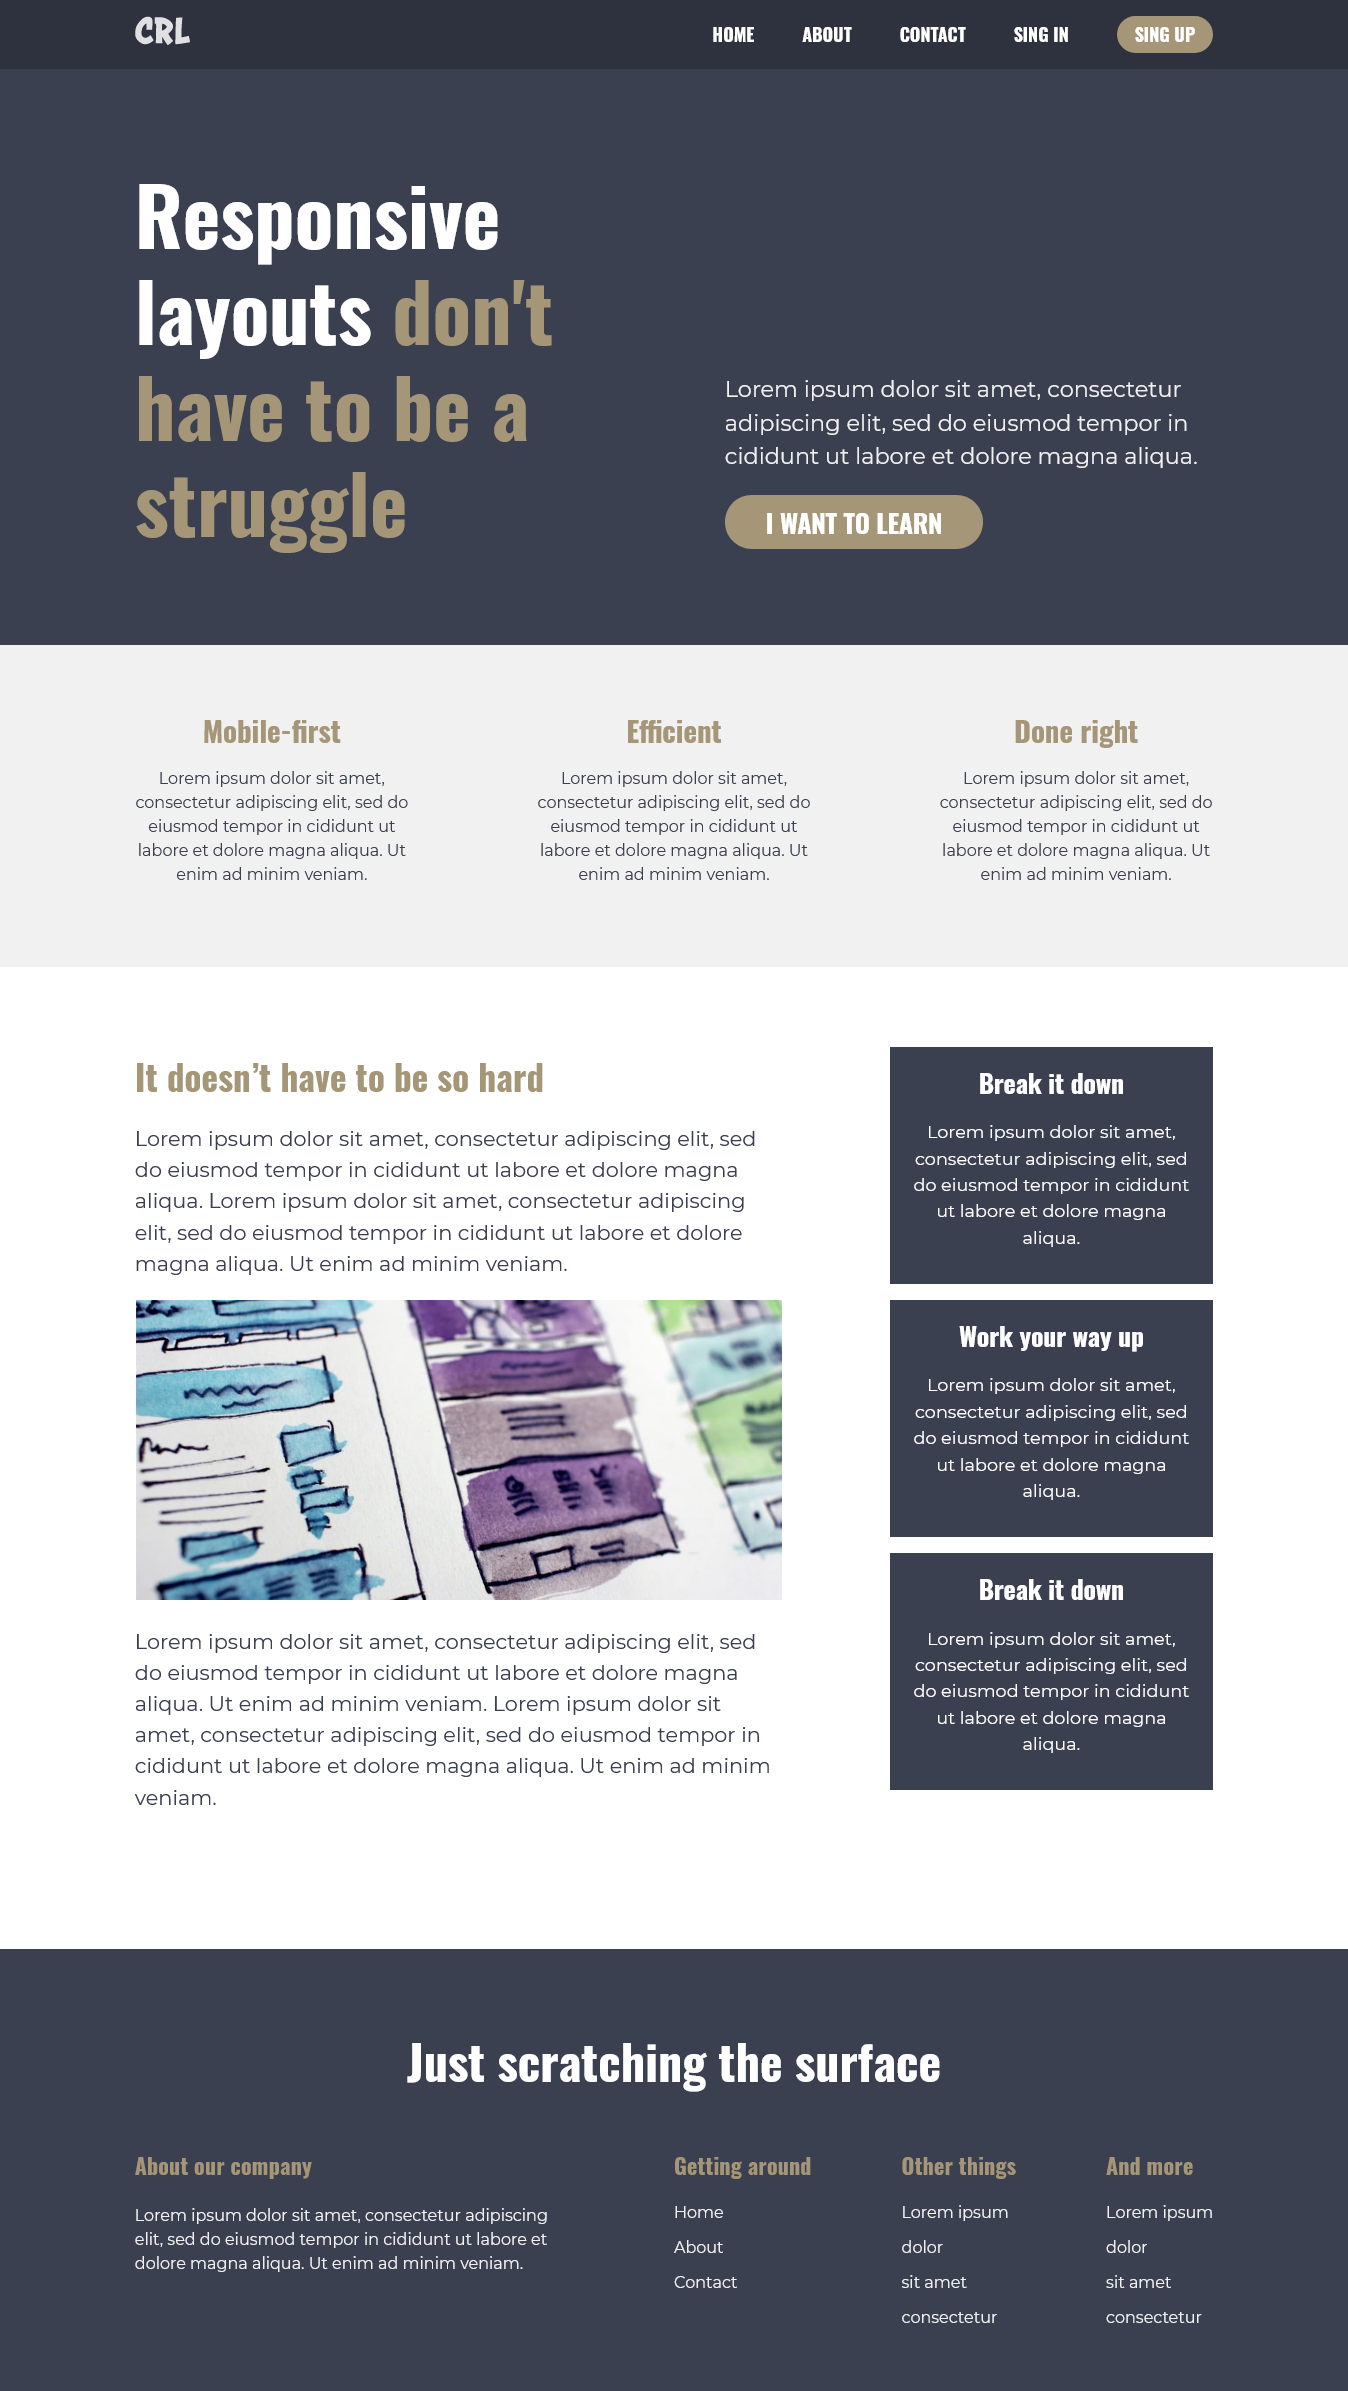 CRL
HOME
ABOUT
CONTACT
SING IN
SING UP
Responsive
layouts don't
have to be a
struggle
Lorem ipsum dolor sit amet, consectetur
adipiscing elit, sed do eiusmod tempor in
cididunt ut labore et dolore magna aliqua.
I WANT TO LEARN
Mobile-first
Lorem ipsum dolor sit amet,
consectetur adipiscing elit, sed do
eiusmod tempor in cididunt ut
labore et dolore magna aliqua. Ut
enim ad minim veniam.
Efficient
Lorem ipsum dolor sit amet,
consectetur adipiscing elit, sed do
eiusmod tempor in cididunt ut
labore et dolore magna aliqua. Ut
enim ad minim veniam.
Done right
Lorem ipsum dolor sit amet,
consectetur adipiscing elit, sed do
eiusmod tempor in cididunt ut
labore et dolore magna aliqua. Ut
enim ad minim veniam.
It doesn’t have to be so hard
Lorem ipsum dolor sit amet, consectetur adipiscing elit, sed
do eiusmod tempor in cididunt ut labore et dolore magna
aliqua. Lorem ipsum dolor sit amet, consectetur adipiscing
elit, sed do eiusmod tempor in cididunt ut labore et dolore
magna aliqua. Ut enim ad minim veniam.
Lorem ipsum dolor sit amet, consectetur adipiscing elit, sed
do eiusmod tempor in cididunt ut labore et dolore magna
aliqua. Ut enim ad minim veniam. Lorem ipsum dolor sit
amet, consectetur adipiscing elit, sed do eiusmod tempor in
cididunt ut labore et dolore magna aliqua. Ut enim ad minim
veniam.
Break it down
Lorem ipsum dolor sit amet,
consectetur adipiscing elit, sed
do eiusmod tempor in cididunt
ut labore et dolore magna
aliqua.
Work your way up
Lorem ipsum dolor sit amet,
consectetur adipiscing elit, sed
do eiusmod tempor in cididunt
ut labore et dolore magna
aliqua.
Break it down
Lorem ipsum dolor sit amet,
consectetur adipiscing elit, sed
do eiusmod tempor in cididunt
ut labore et dolore magna
aliqua.
Just scratching the surface
About our company
Lorem ipsum dolor sit amet, consectetur adipiscing
elit, sed do eiusmod tempor in cididunt ut labore et
dolore magna aliqua. Ut enim ad minim veniam.
Getting around
Home
About
Contact
Other things
Lorem ipsum
dolor
sit amet
consectetur
And more
Lorem ipsum
dolor
sit amet
consectetur